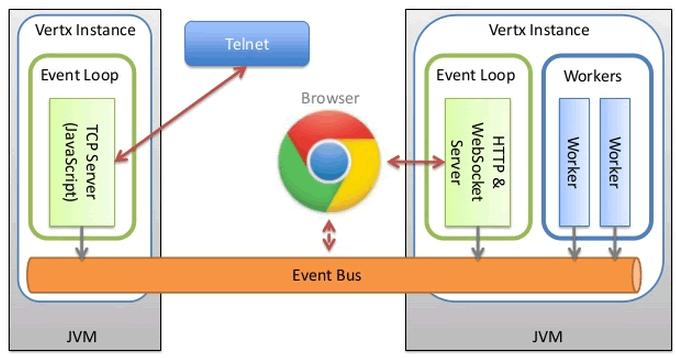 Vertx Instance
Event Loop
TCP Server
(JavaScript)
Telnet
Browser
Vertx Instance
Event Loop
HTTP &
WebSocket
Server
Workers
Worker
Worker
Event Bus
JVM
JVM